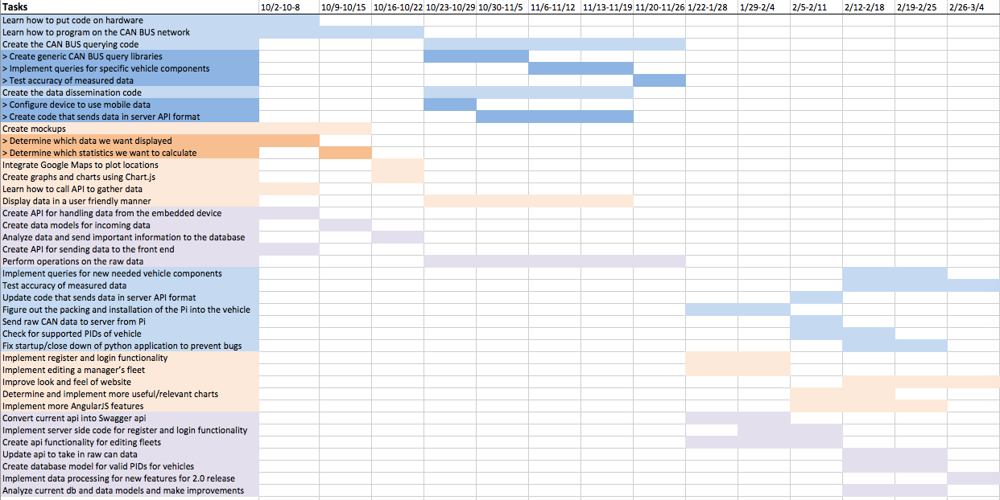 Tasks 10/2-10/8 10/9-10/15 10/16-10/22 10/23-10/29 10/30-11/5 11/6-11/12 11/13-11/19 11/20-11/26 1/22-1/28 1/29-2/4 2/5-2/11 2/12-2/18 2/19-2/25 2/26-3/4
Learn how to put code on hardware
Learn how to program on the CAN BUS network
Create the CAN BUS querying code
> Create generic CAN BUS query libraries
> Implement queries for specific vehicle components
> Test accuracy of measured data
Create the data dissemination code
> Configure device to use mobile data
> Create code that sends data in server API format
Create mockups
> Determine which data we want displayed
> Determine which statistics we want to calculate
Integrate Google Maps to plot locations
Create graphs and charts using Chart.js
Learn how to call API to gather data
Display data in a user friendly manner
Create API for handling data from the embedded device
Create data models for incoming data
Analyze data and send important information to the database
Create API for sending data to the front end
Perform operations on the raw data
Implement queries for new needed vehicle components
Test accuracy of measured data
Update code that sends data in server API format
Figure out the packing and installation of the Pi into the vehicle
Send raw CAN data to server from Pi
Check for supported PIDs of vehicle
Fix startup/close down of python application to prevent bugs
Implement register and login functionality
Implement editing a manager's fleet
Improve look and feel of website
Determine and implement more useful/relevant charts
Implement more AngularJS features
Convert current api into Swagger api
Implement server side code for register and login functionality
Create api functionality for editing fleets
Update api to take in raw can data
Create database model for valid PIDs for vehicles
Implement data processing for new features for 2.0 release
Analyze current db and data models and make improvements